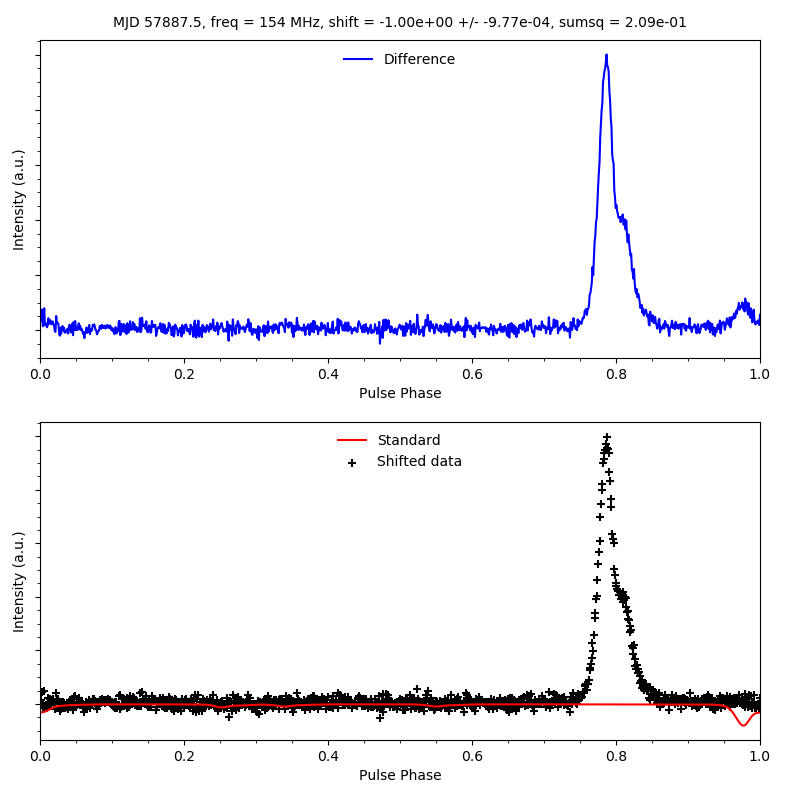 MJD 57887.5, freq = 154 MHz, shift = -1.00e+00 +/- -9.77e-04, sumsq = 2.09e-01
Difference
Intensity (a.u.)
0.0 0.2 0.4 0.6 0.8 1.0
Pulse Phase
Standard
Shifted data
Intensity (a.u.)
0.0 0.2 0.4 0.6 0.8 1.0
Pulse Phase